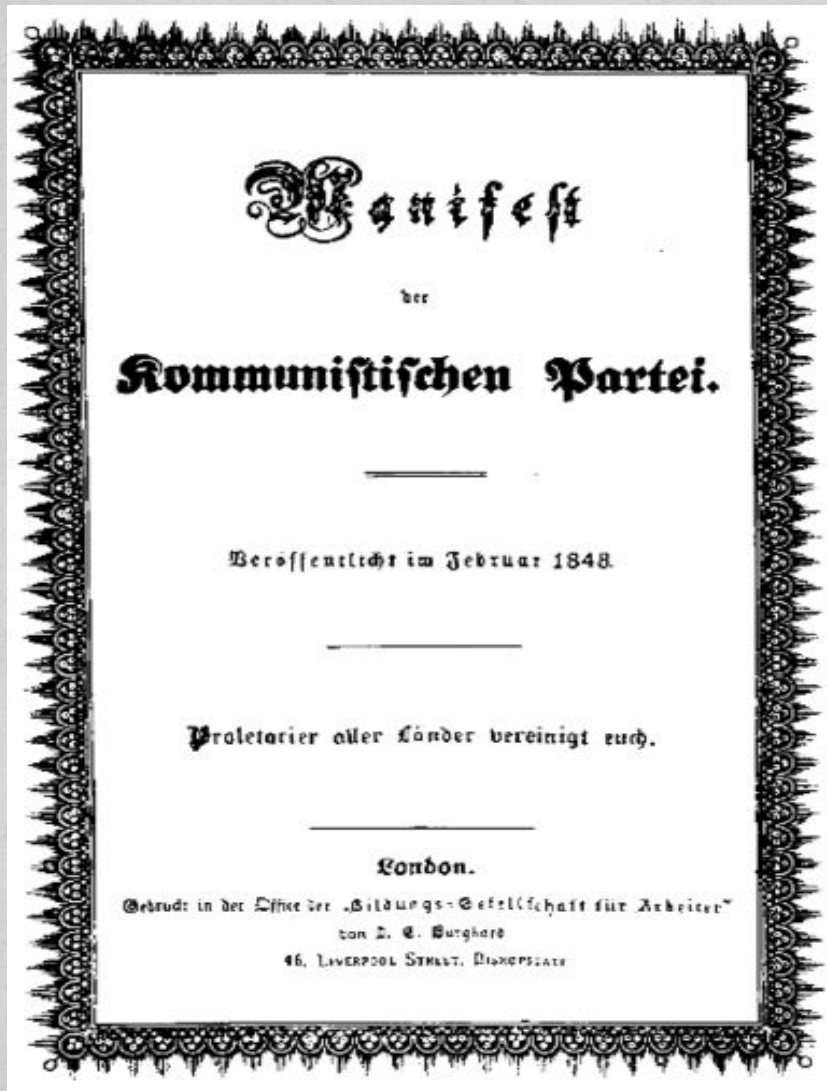 Manifest
der
Kommunistischen Partei.
Veröffentlicht im Februar 1848.
Proletarier aller Länder vereinigt euch.
London.
Gedruckt in der Office der „Bildungs-Gesellschaft für Arbeiter"
von J. E. Burghard
46, LIVERPOOL STREET, BISHOPSGATE